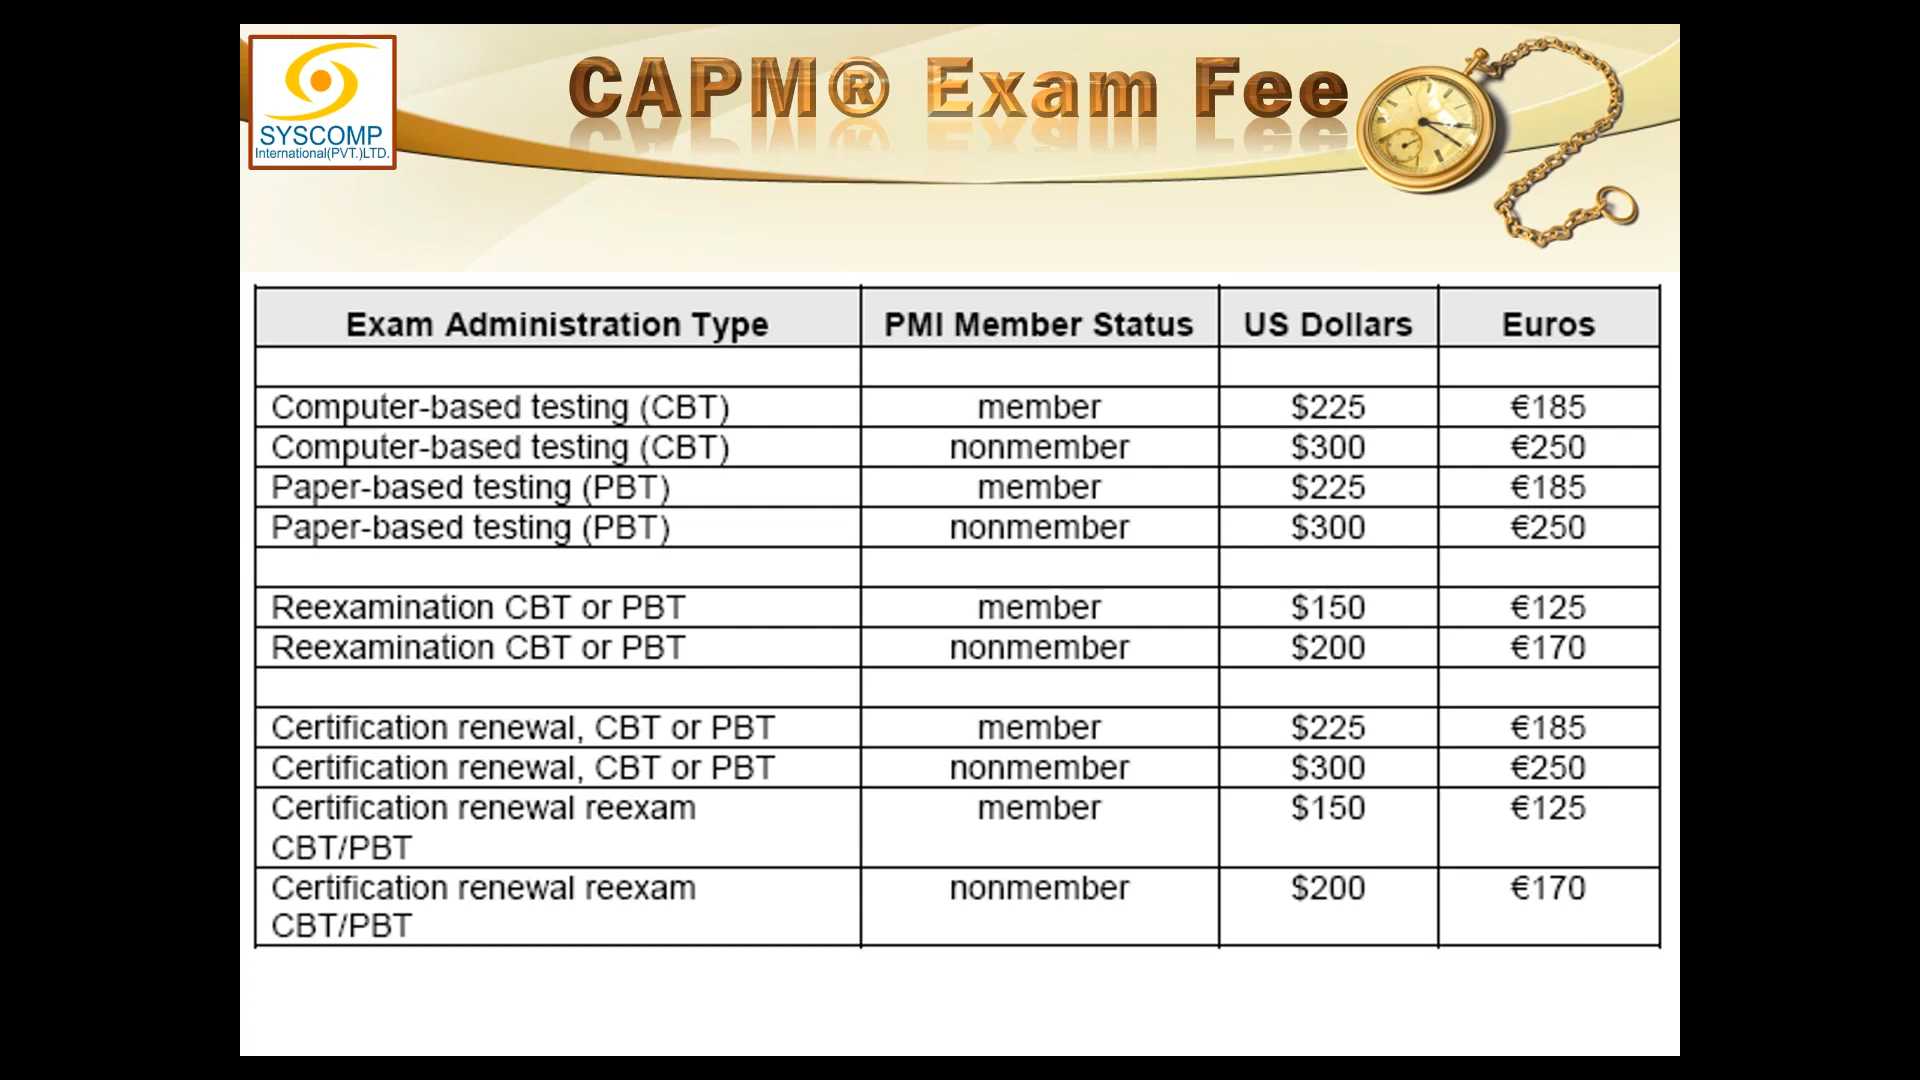 SYSCOMP
International(PVT.)LTD.
CAPM® Exam Fee
Exam Administration Type PMI Member Status US Dollars Euros
Computer-based testing (CBT) member $225 €185
Computer-based testing (CBT) nonmember $300 €250
Paper-based testing (PBT) member $225 €185
Paper-based testing (PBT) nonmember $300 €250
Reexamination CBT or PBT member $150 €125
Reexamination CBT or PBT nonmember $200 €170
Certification renewal, CBT or PBT member $225 €185
Certification renewal, CBT or PBT nonmember $300 €250
Certification renewal reexam member $150 €125
CBT/PBT
Certification renewal reexam nonmember $200 €170
CBT/PBT